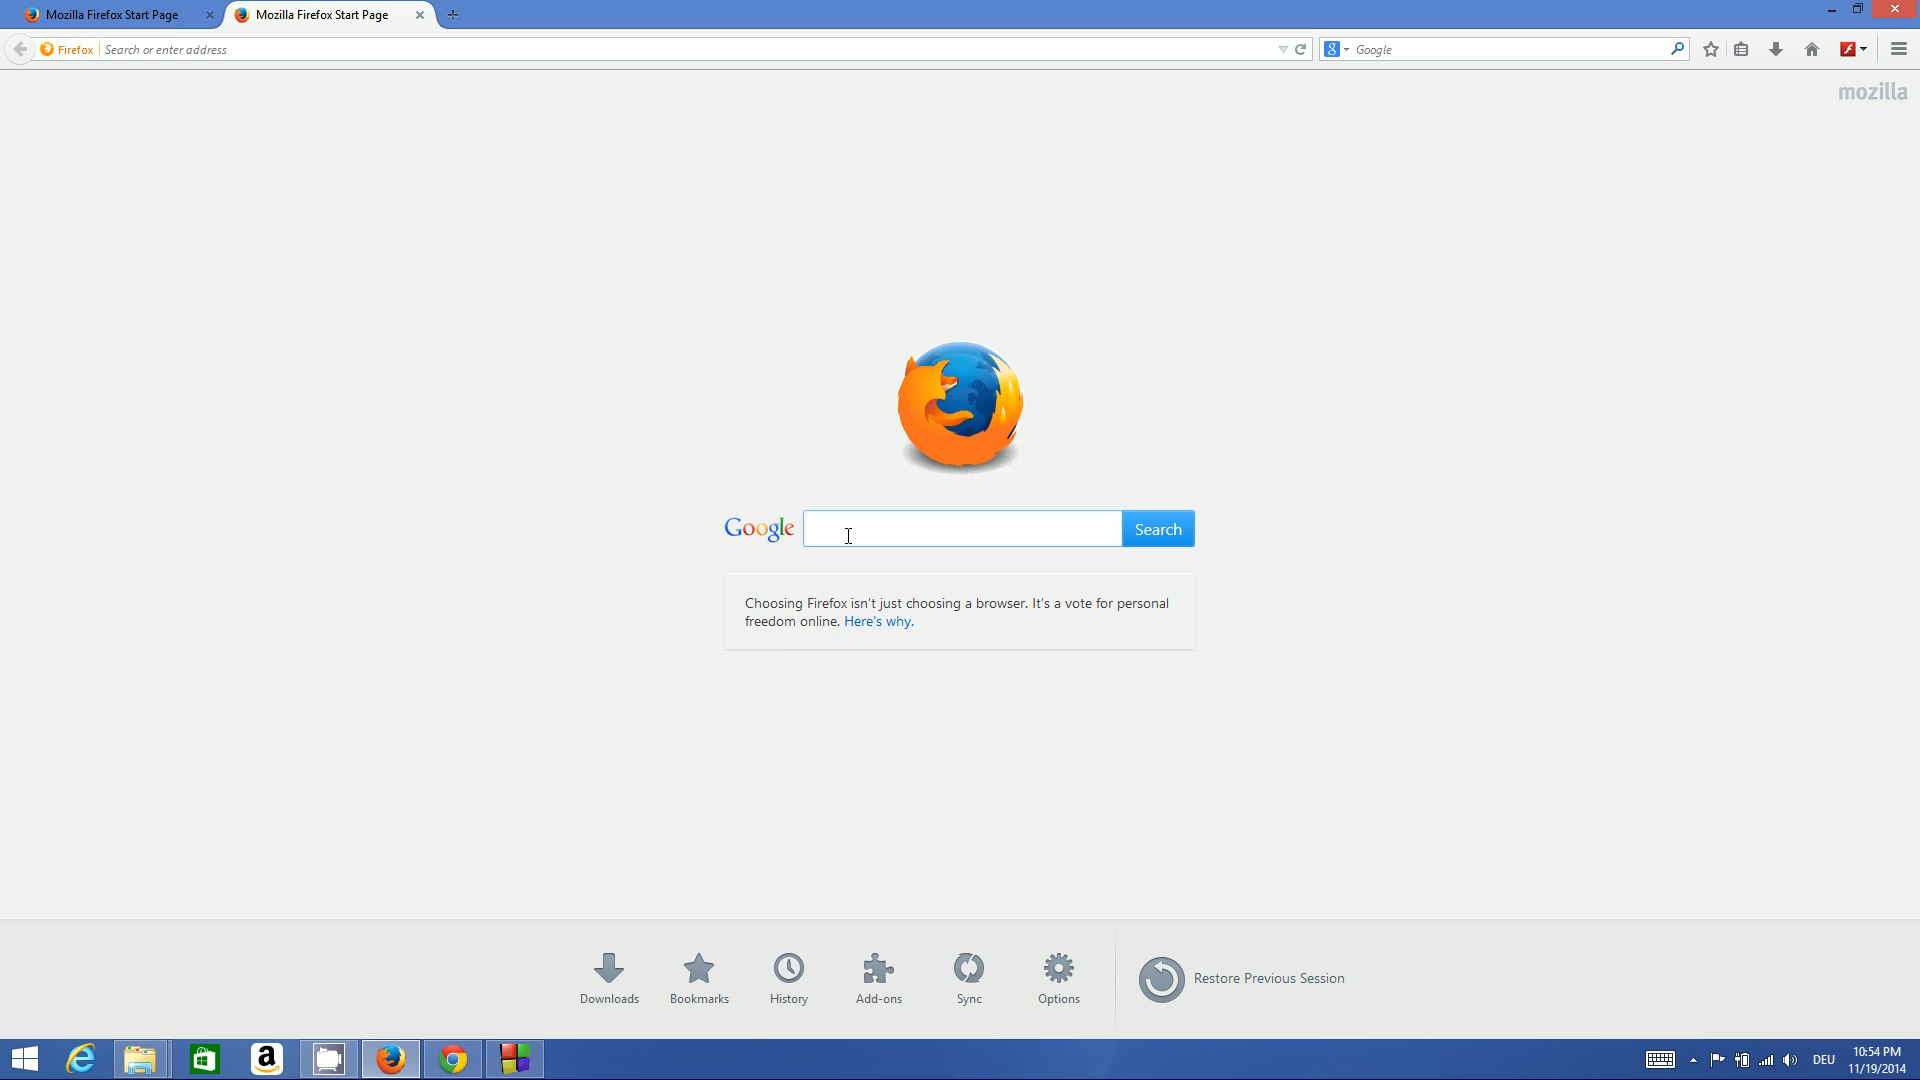 Mozilla Firefox Start Page
Mozilla Firefox Start Page
Firefox
Search or enter address
8
Google
mozilla
Google
Search
Choosing Firefox isn't just choosing a browser. It's a vote for personal
freedom online. Here's why.
Downloads
Bookmarks
History
Add-ons
Sync
Options
Restore Previous Session
a
DEU
10:54 PM
11/19/2014